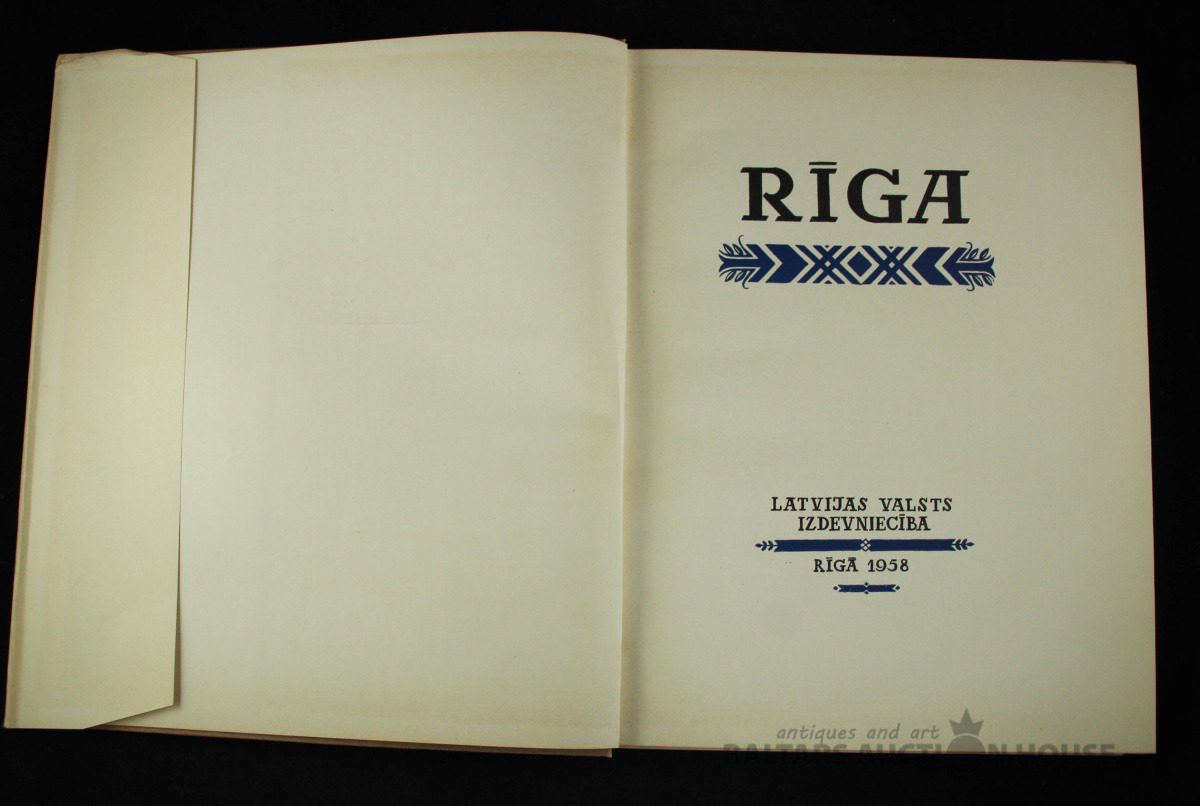 RĪGA
LATVIJAS VALSTS
IZDEVNIECĪBA
RĪGĀ 1958
antiques and art
BALTARS AUCTION HOUSE